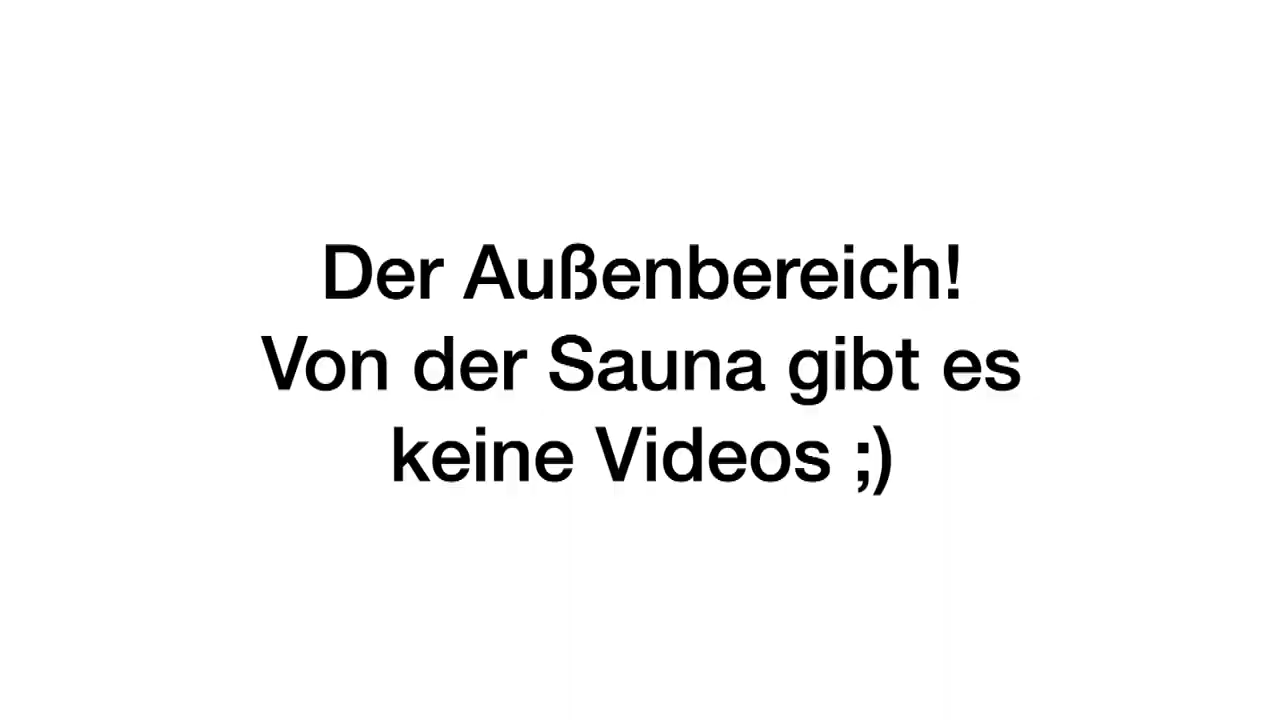 Der Außenbereich!
Von der Sauna gibt es
keine Videos ;)